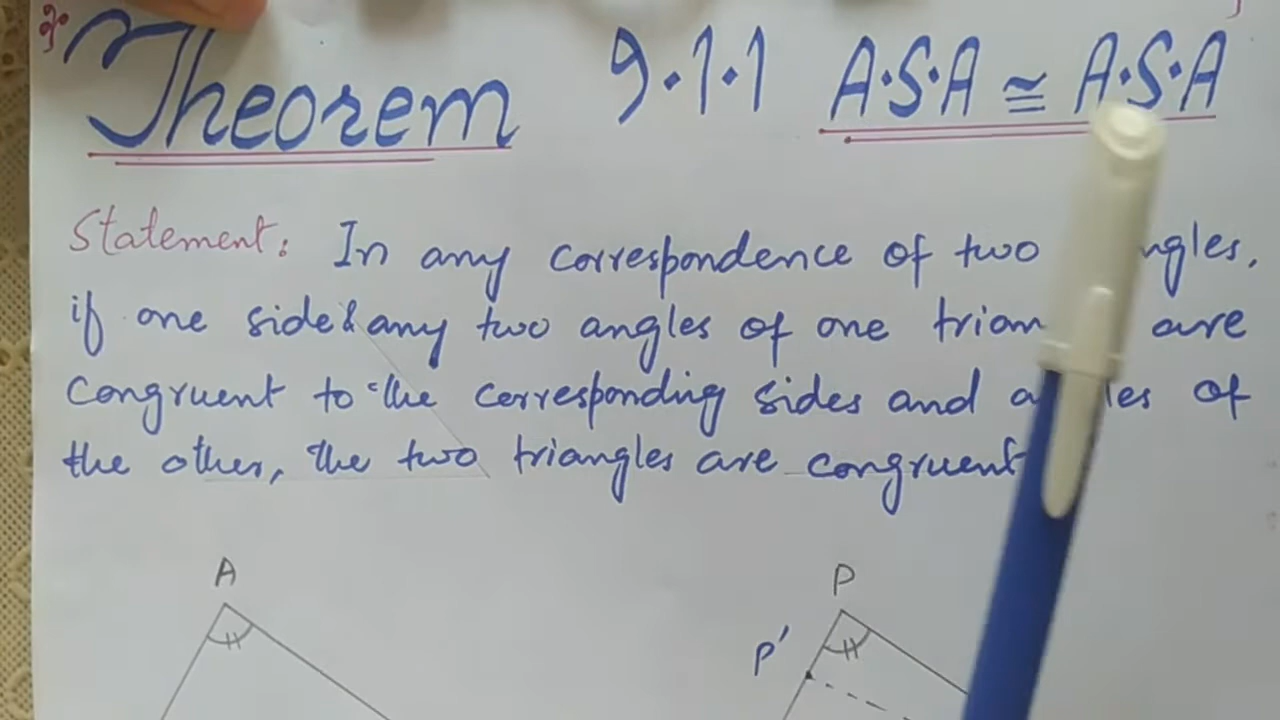 Theorem 9.1.1 A.S.A ≅ A.S.A
Statement: In any correspondence of two
if one side & any two angles of one are
congruent to the corresponding sides and of
the other, the two triangles are congruent
A
P
P'